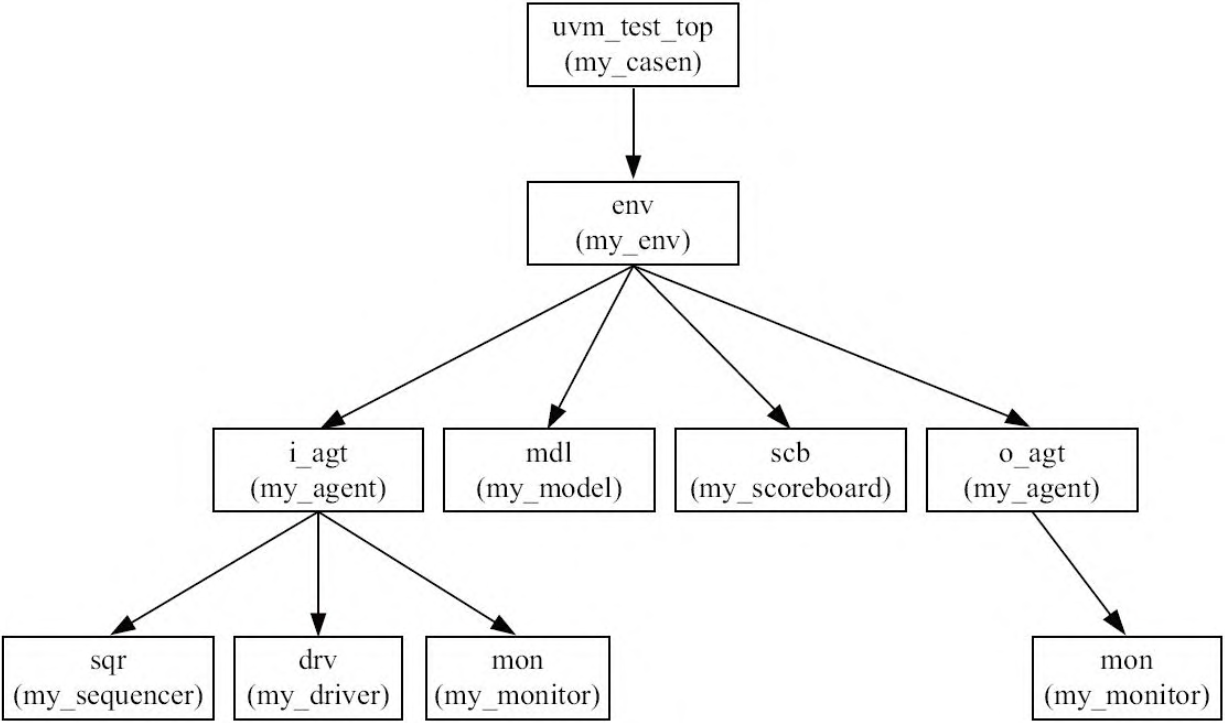 uvm_test_top
(my_casen)
env
(my_env)
i_agt
(my_agent)
mdl
(my_model)
scb
(my_scoreboard)
o_agt
(my_agent)
sqr
(my_sequencer)
drv
(my_driver)
mon
(my_monitor)
mon
(my_monitor)